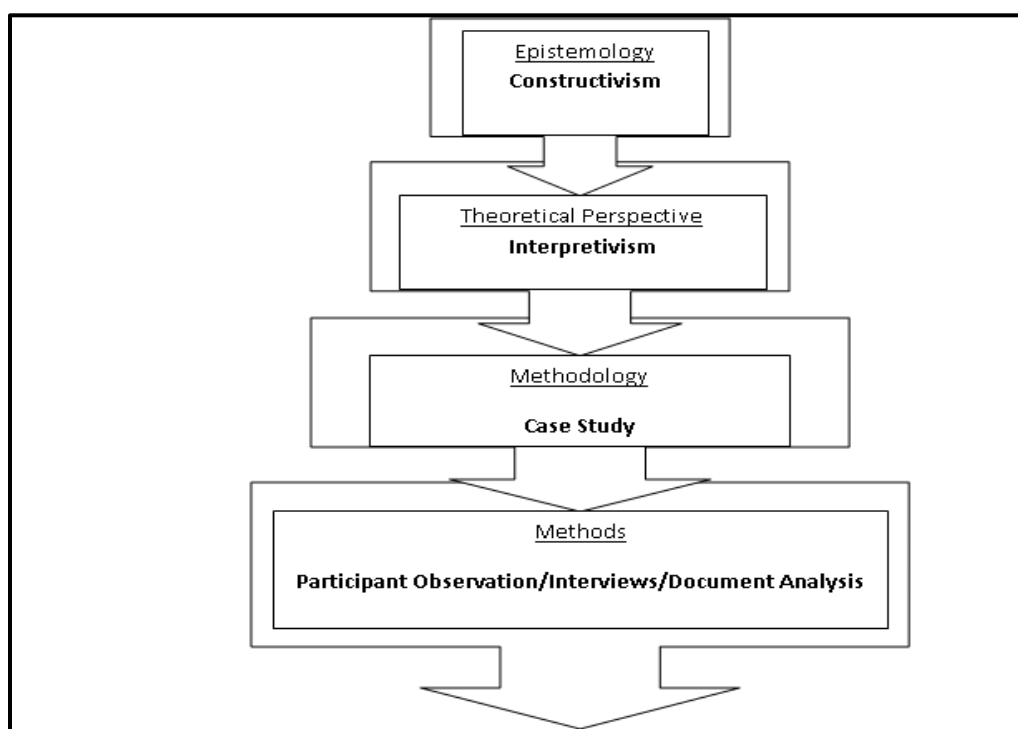 Epistemology
Constructivism
Theoretical Perspective
Interpretivism
Methodology
Case Study
Methods
Participant Observation/Interviews/Document Analysis